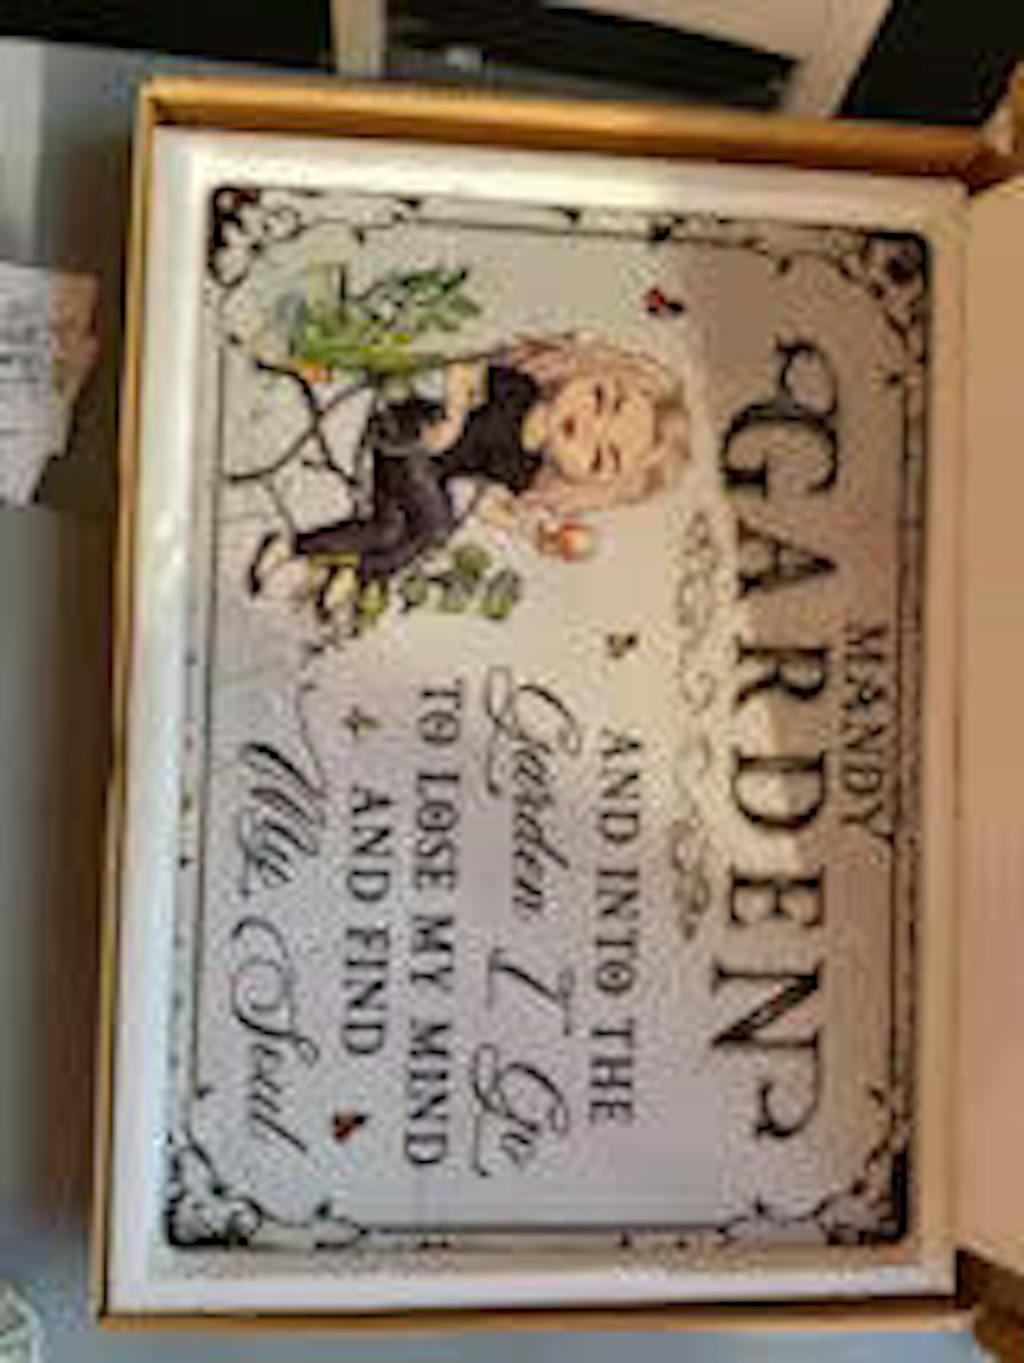 MANDY
GARDEN
AND INTO THE
Garden I Go
TO LOSE MY MIND
AND FIND
My Soul